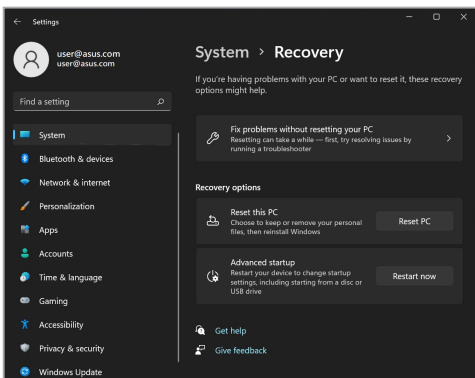 Settings
user@asus.com
user@asus.com
Find a setting
System
Bluetooth & devices
Network & internet
Personalization
Apps
Accounts
Time & language
Gaming
Accessibility
Privacy & security
Windows Update
System > Recovery
If you're having problems with your PC or want to reset it, these recovery
options might help.
Fix problems without resetting your PC
Resetting can take a while — first, try resolving issues by
running a troubleshooter
Recovery options
Reset this PC
Choose to keep or remove your personal
files, then reinstall Windows
Reset PC
Advanced startup
Restart your device to change startup
settings, including starting from a disc or
USB drive
Restart now
Get help
Give feedback